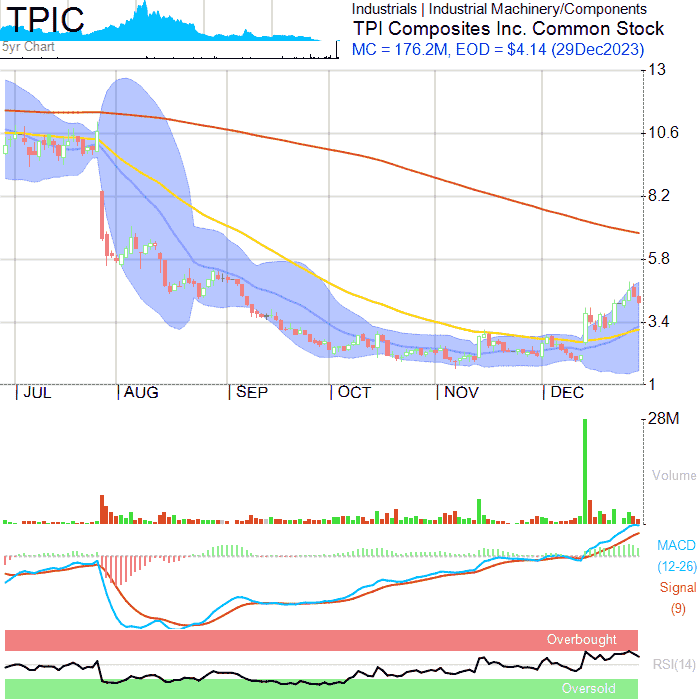 TPIC
5yr Chart
Industrials | Industrial Machinery/Components
TPI Composites Inc. Common Stock
MC = 176.2M, EOD = $4.14 (29Dec2023)
13
10.6
8.2
5.8
3.4
1
JUL AUG SEP OCT NOV DEC
28M
Volume
MACD
(12-26)
Signal
(9)
Overbought
RSI(14)
Oversold